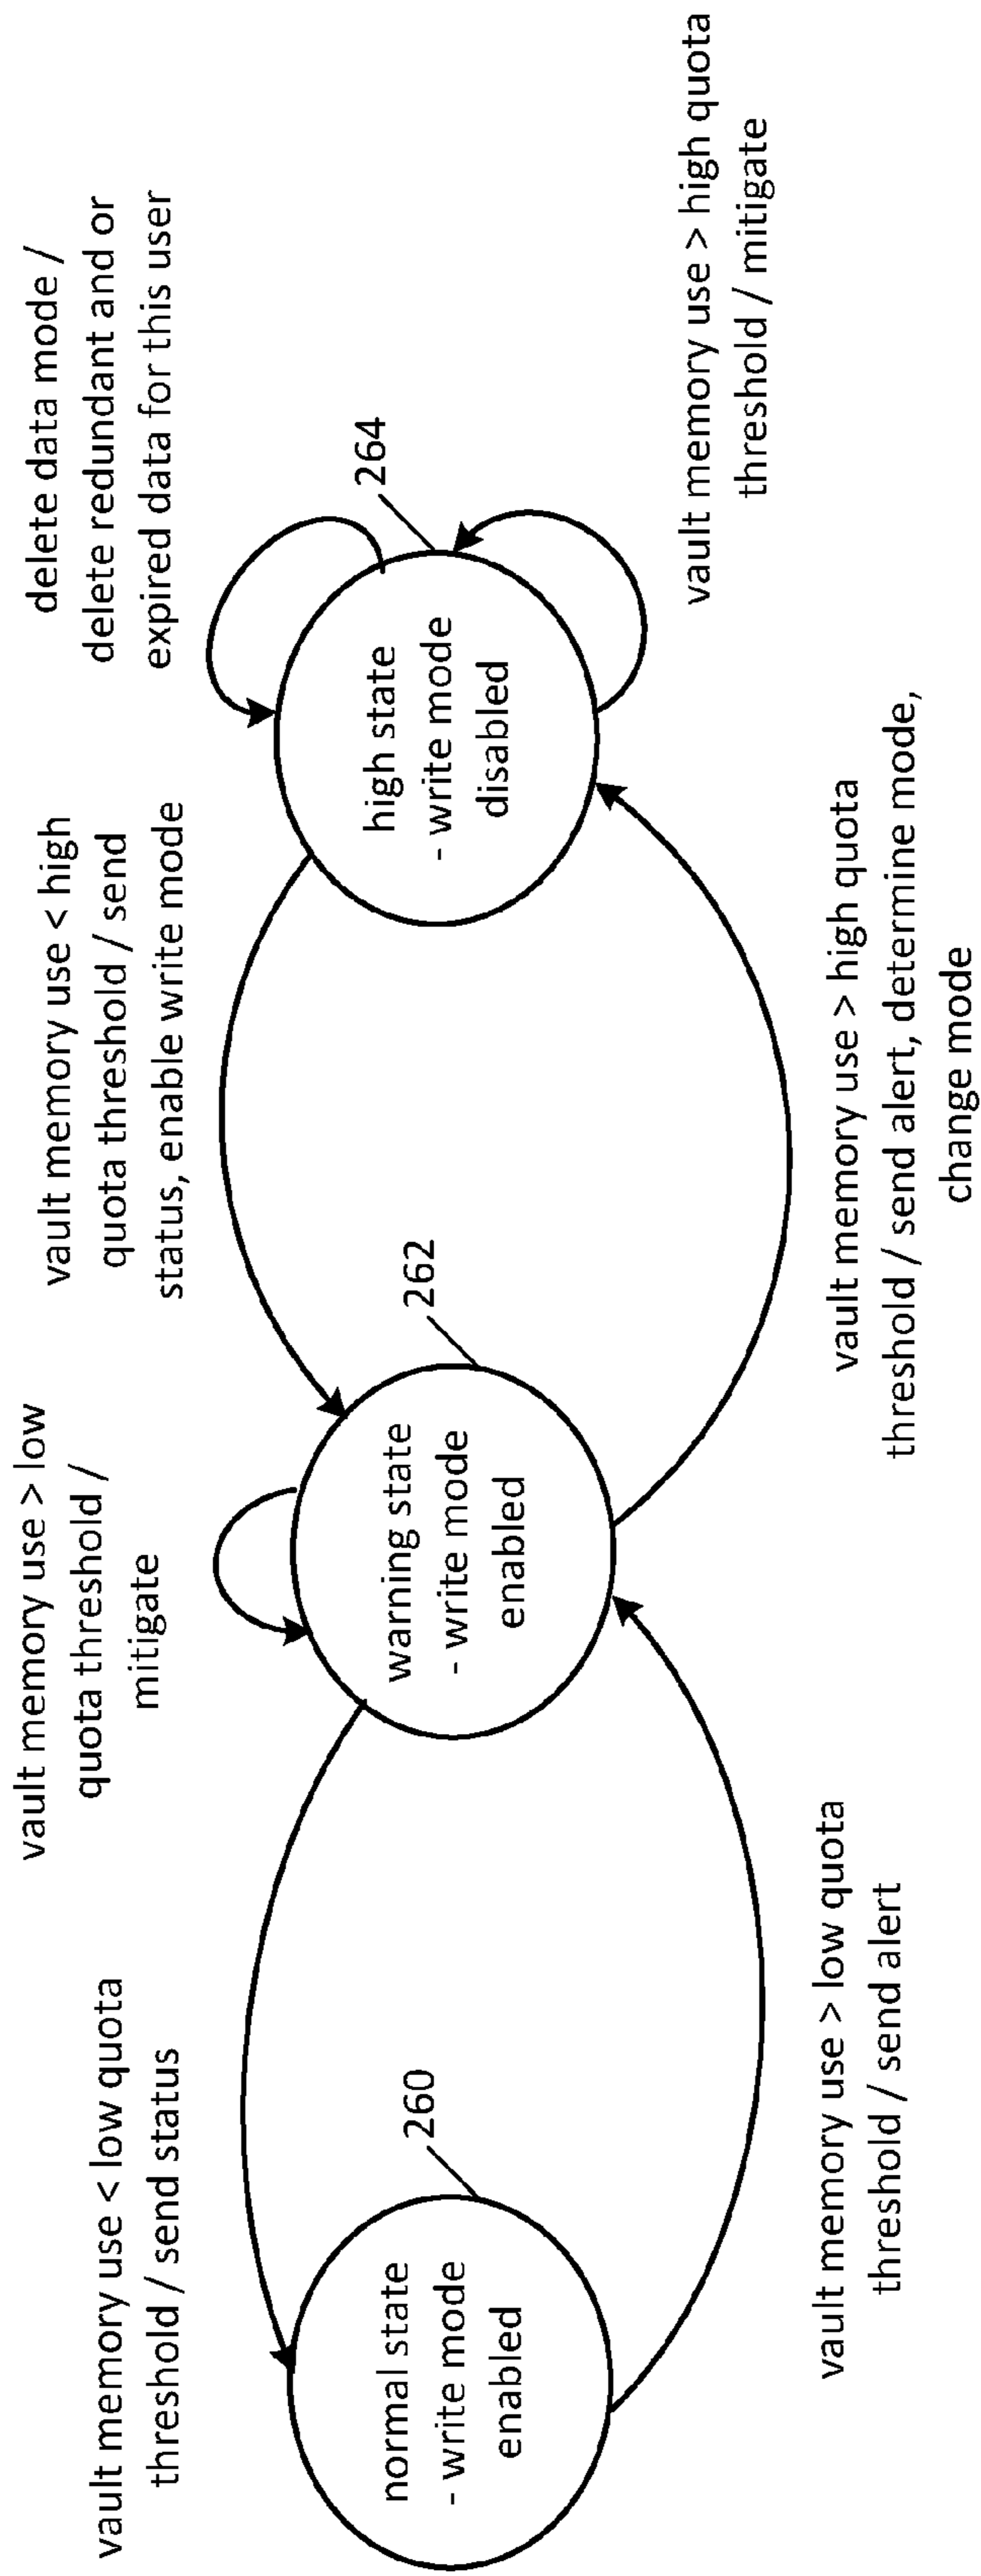 vault memory use < low quota
threshold / send status
vault memory use > low
quota threshold /
mitigate
vault memory use < high
quota threshold / send
status, enable write mode
delete data mode /
delete redundant and or
expired data for this user
260
262
264
normal state
- write mode
enabled
warning state
- write mode
enabled
high state
- write mode
disabled
vault memory use > low quota
threshold / send alert
vault memory use > high quota
threshold / send alert, determine mode,
change mode
vault memory use > high quota
threshold / mitigate